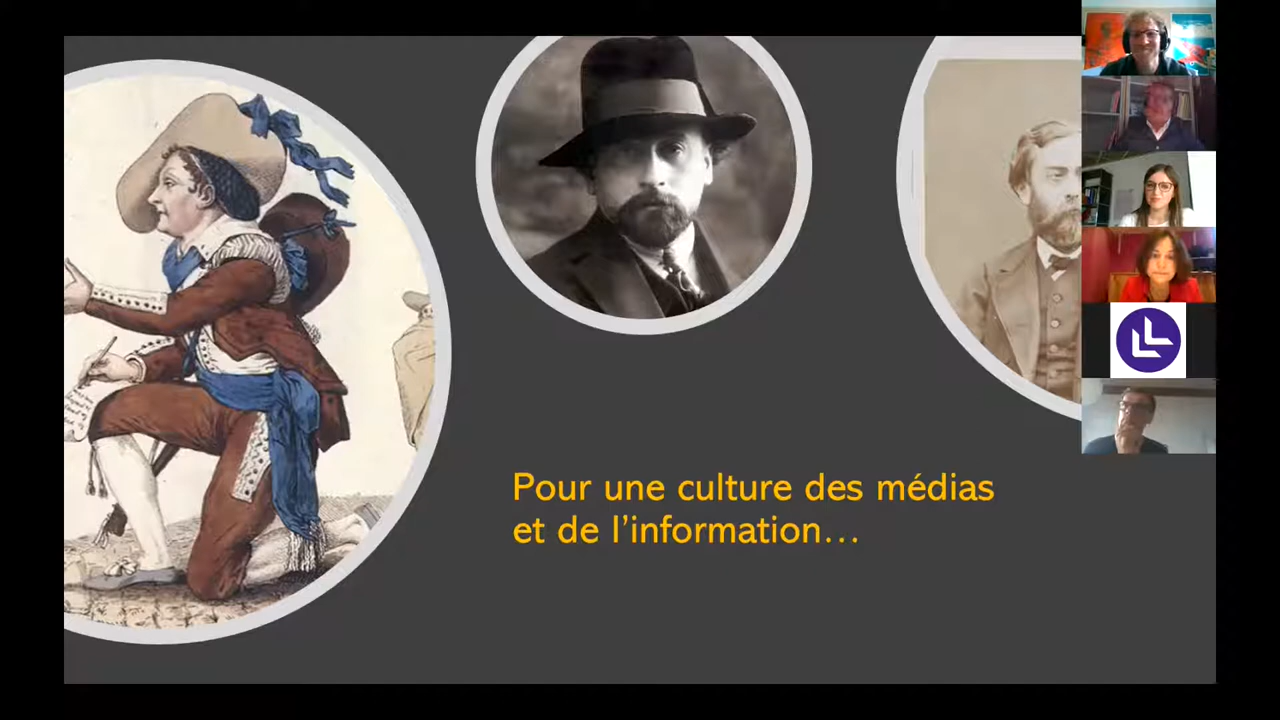 Pour une culture des médias
et de l'information…